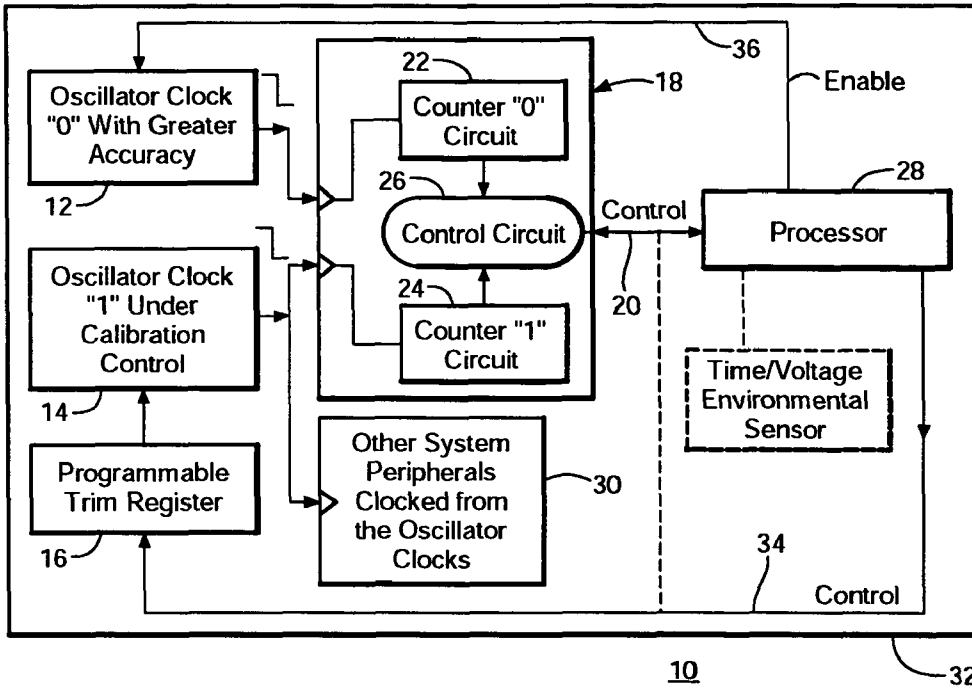 36
22
18
Enable
Oscillator Clock
"0" With Greater
Accuracy
12
Counter "0"
Circuit
26
Control Circuit
Control
20
28
Processor
Oscillator Clock
"1" Under
Calibration
Control
14
24
Counter "1"
Circuit
Time/Voltage
Environmental
Sensor
Programmable
Trim Register
16
Other System
Peripherals
Clocked from
the Oscillator
Clocks
30
34
Control
10
32